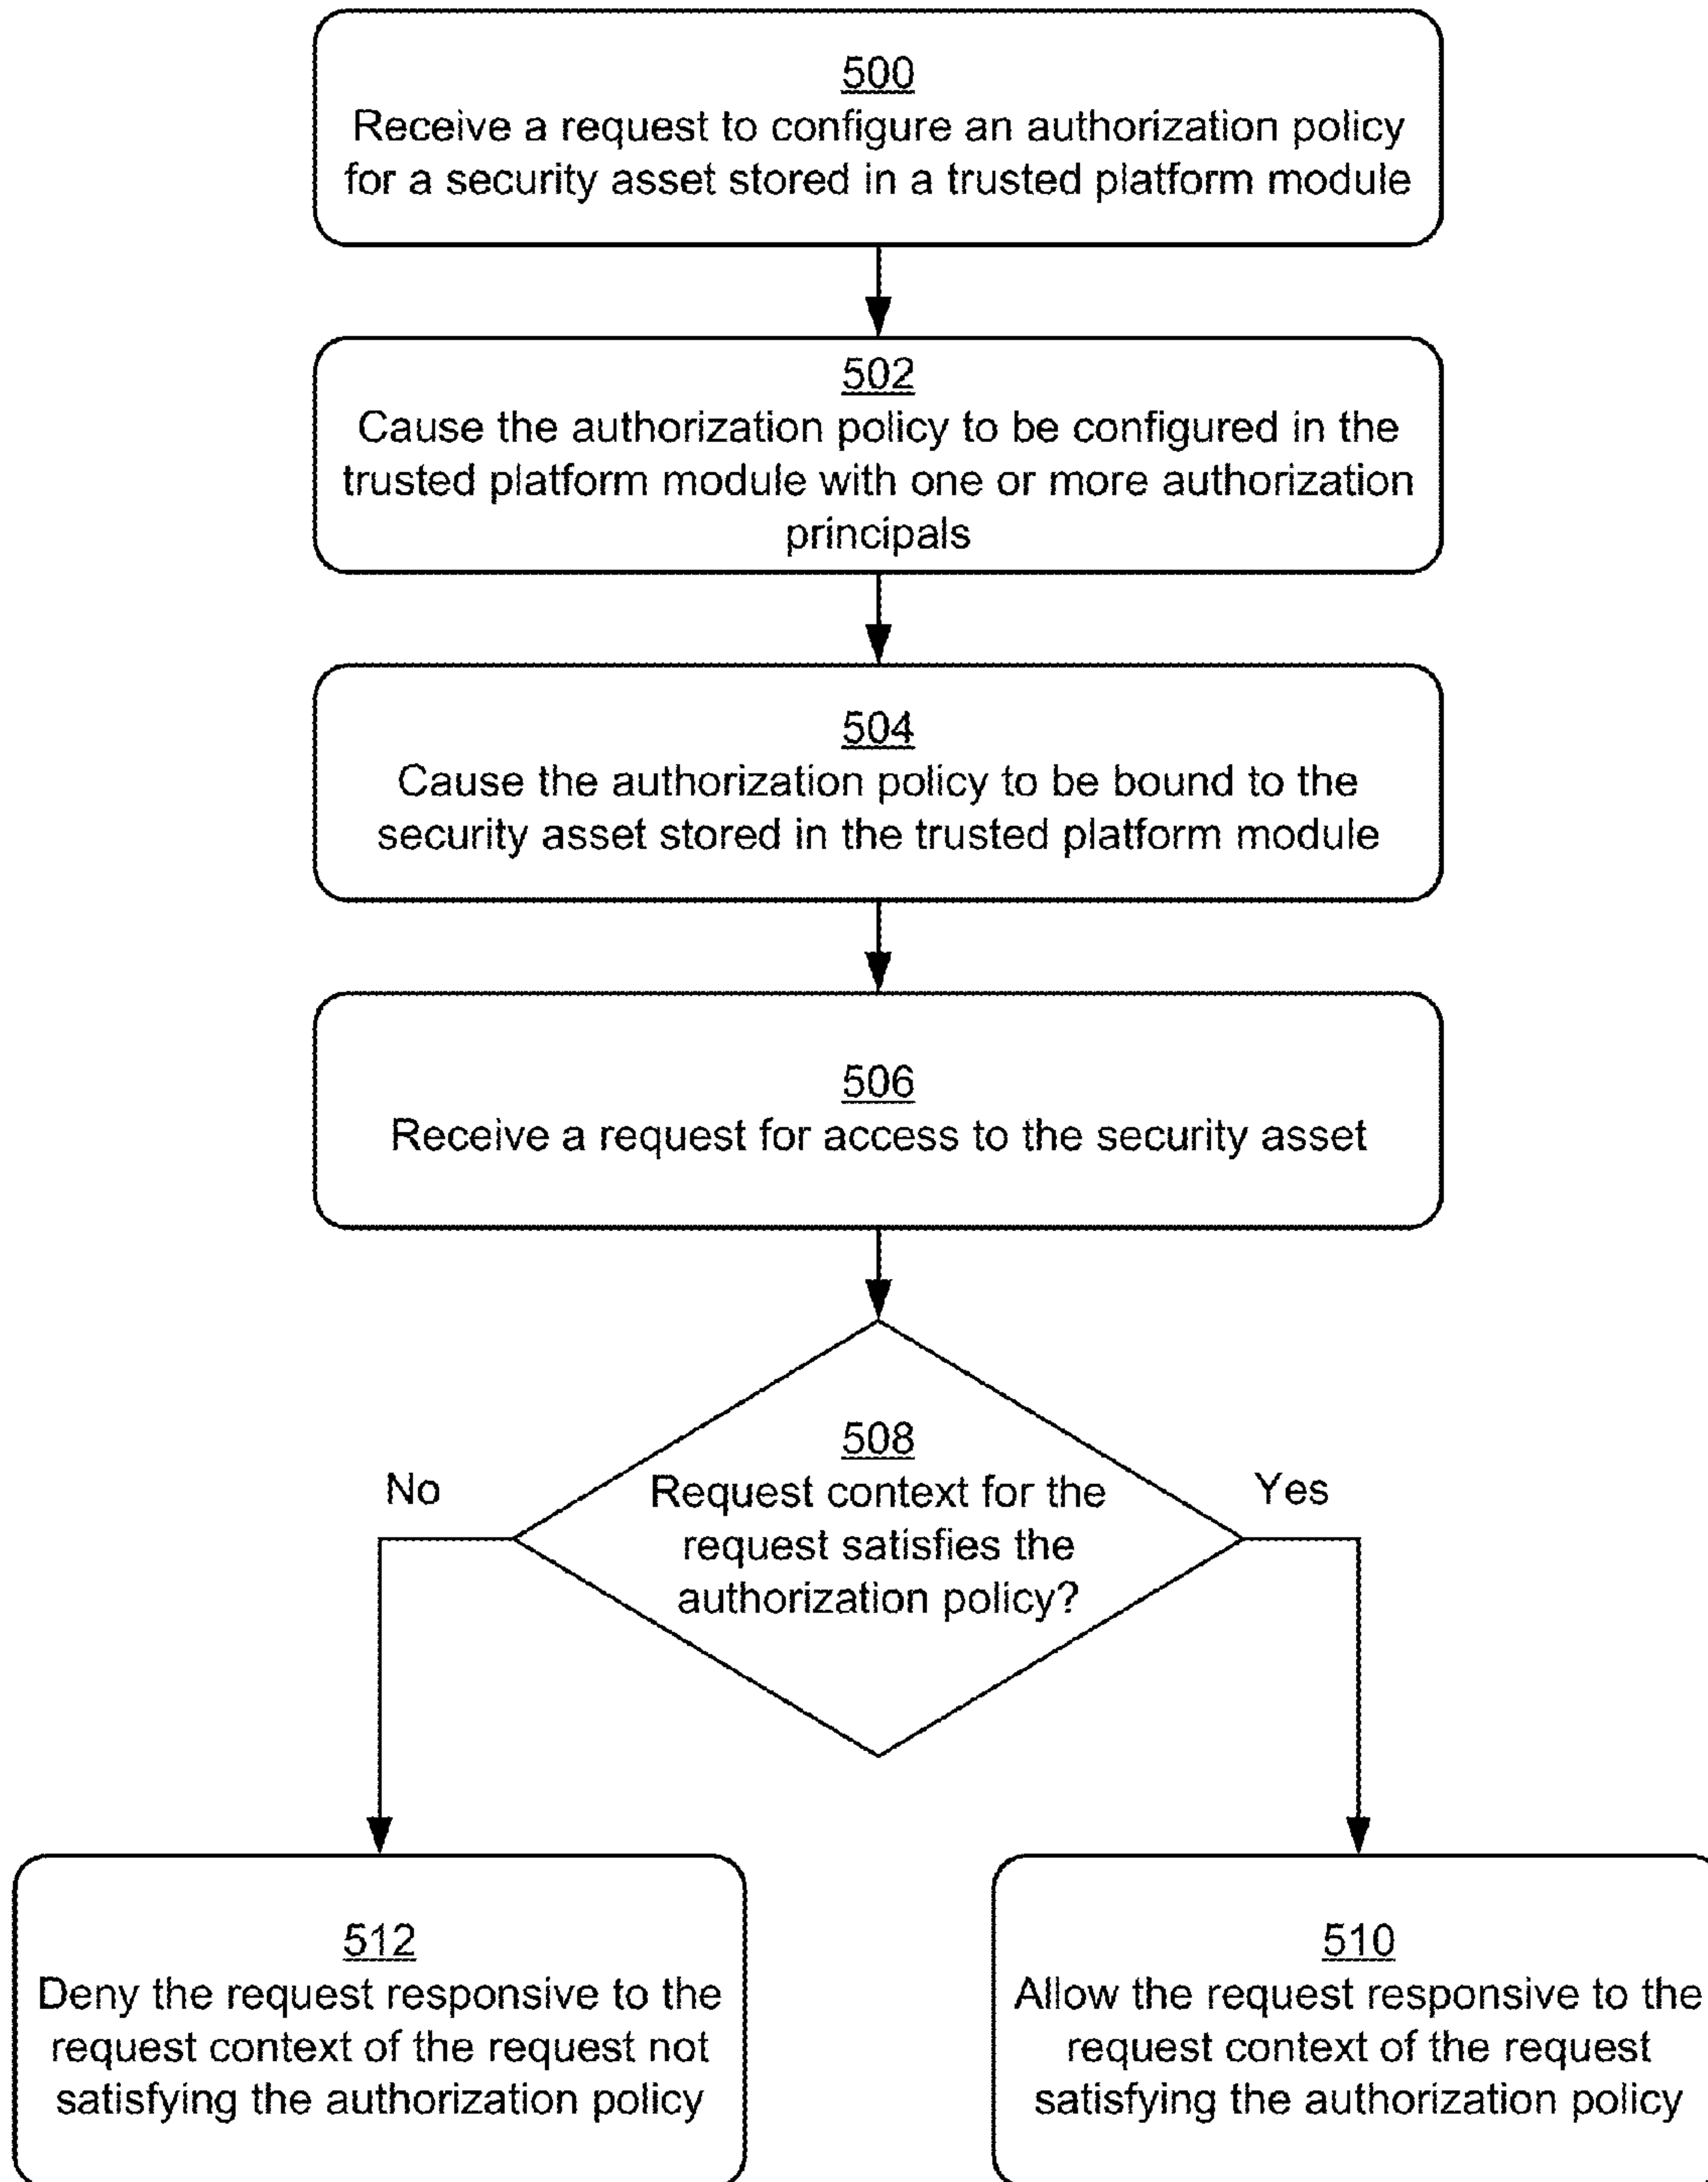 500
Receive a request to configure an authorization policy
for a security asset stored in a trusted platform module
502
Cause the authorization policy to be configured in the
trusted platform module with one or more authorization
principals
504
Cause the authorization policy to be bound to the
security asset stored in the trusted platform module
506
Receive a request for access to the security asset
508
Request context for the
request satisfies the
authorization policy?
No
Yes
512
Deny the request responsive to the
request context of the request not
satisfying the authorization policy
510
Allow the request responsive to the
request context of the request
satisfying the authorization policy